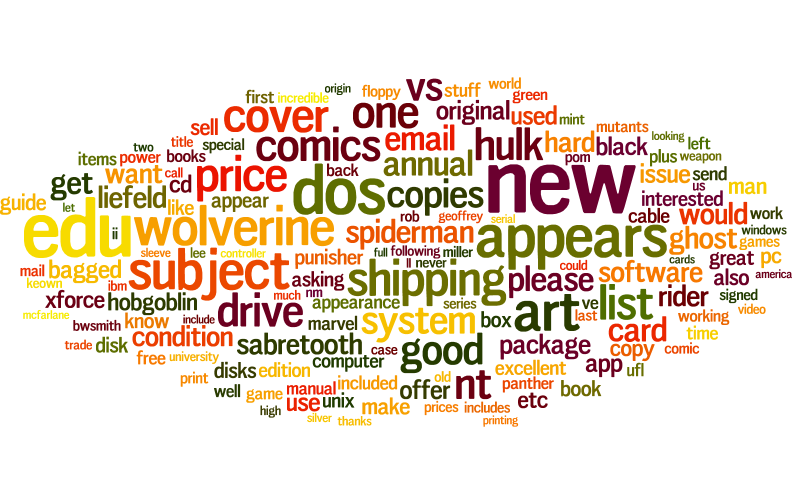 vs
stuff
world
origin
floppy
first
incredible
green
cover
one
original
used
mint
sell
mutants
title
special
comics
email
hulk
hard
black
looking
left
two
items
power
books
pom
plus
weapon
want
call
cd
price
back
annual
new
issue
send
get
dos
copies
us
man
guide
let
liefeld
like
appear
rob
geoffrey
serial
interested
cable
would
work
edu
ii
wolverine
spiderman
appears
ghost
windows
games
sleeve
lee
controller
punisher
full
following
miller
ll
never
cards
great
pc
mail
bagged
subject
asking
shipping
please
could
software
also
america
keown
ibm
much
nm
xforce
hobgoblin
drive
appearance
series
art
ve
list
rider
signed
mcfarlane
bwsmith
know
include
marvel
system
box
last
working
video
trade
disk
condition
sabretooth
case
good
package
card
time
free
university
computer
copy
comic
print
disks
edition
old
excellent
app
ufl
well
game
manual
included
offer
nt
panther
book
high
use
unix
make
prices
includes
etc
silver
thanks
printing